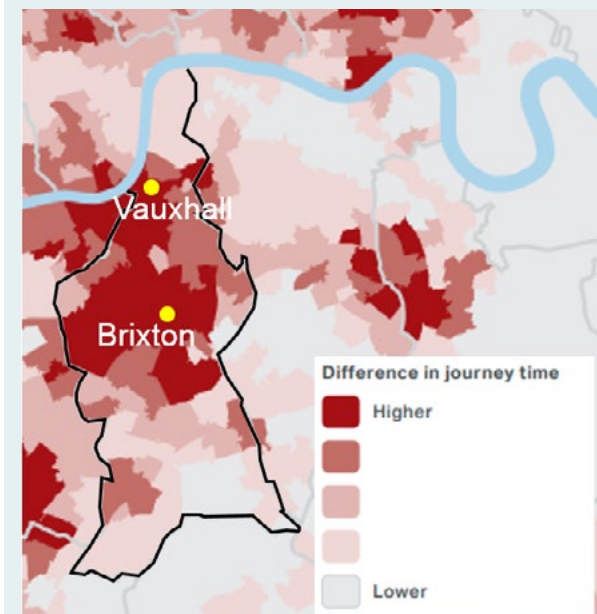 Vauxhall
Brixton
Difference in journey time
Higher
Lower